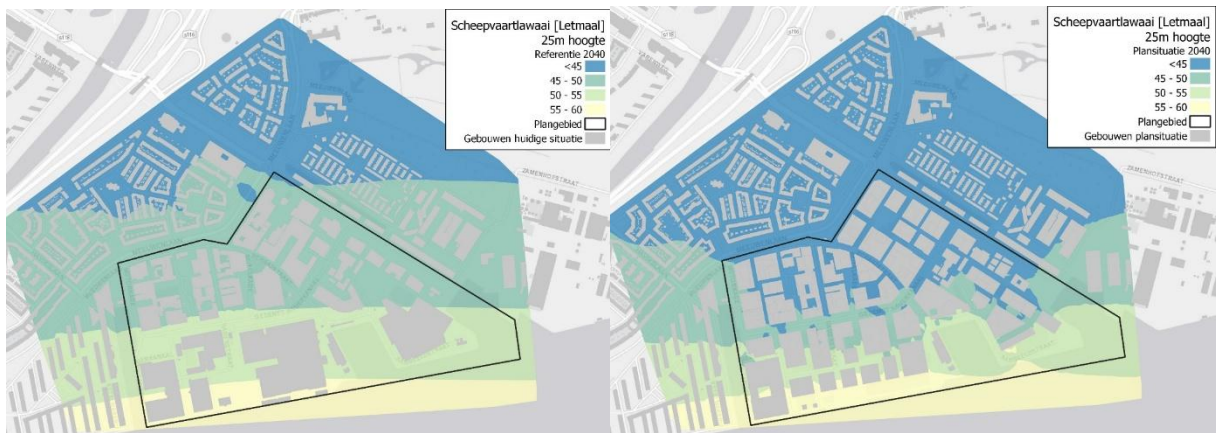 Scheepvaartlawaai [Letmaal]
25m hoogte
Referentie 2040
<45
45 - 50
50 - 55
55 - 60
Plangebied
Gebouwen huidige situatie
ZAMENHOFSTRAAT
Scheepvaartlawaai [Letmaal]
25m hoogte
Plansituatie 2040
<45
45 - 50
50 - 55
55 - 60
Plangebied
Gebouwen plansituatie
ZAMENHOFSTRAAT